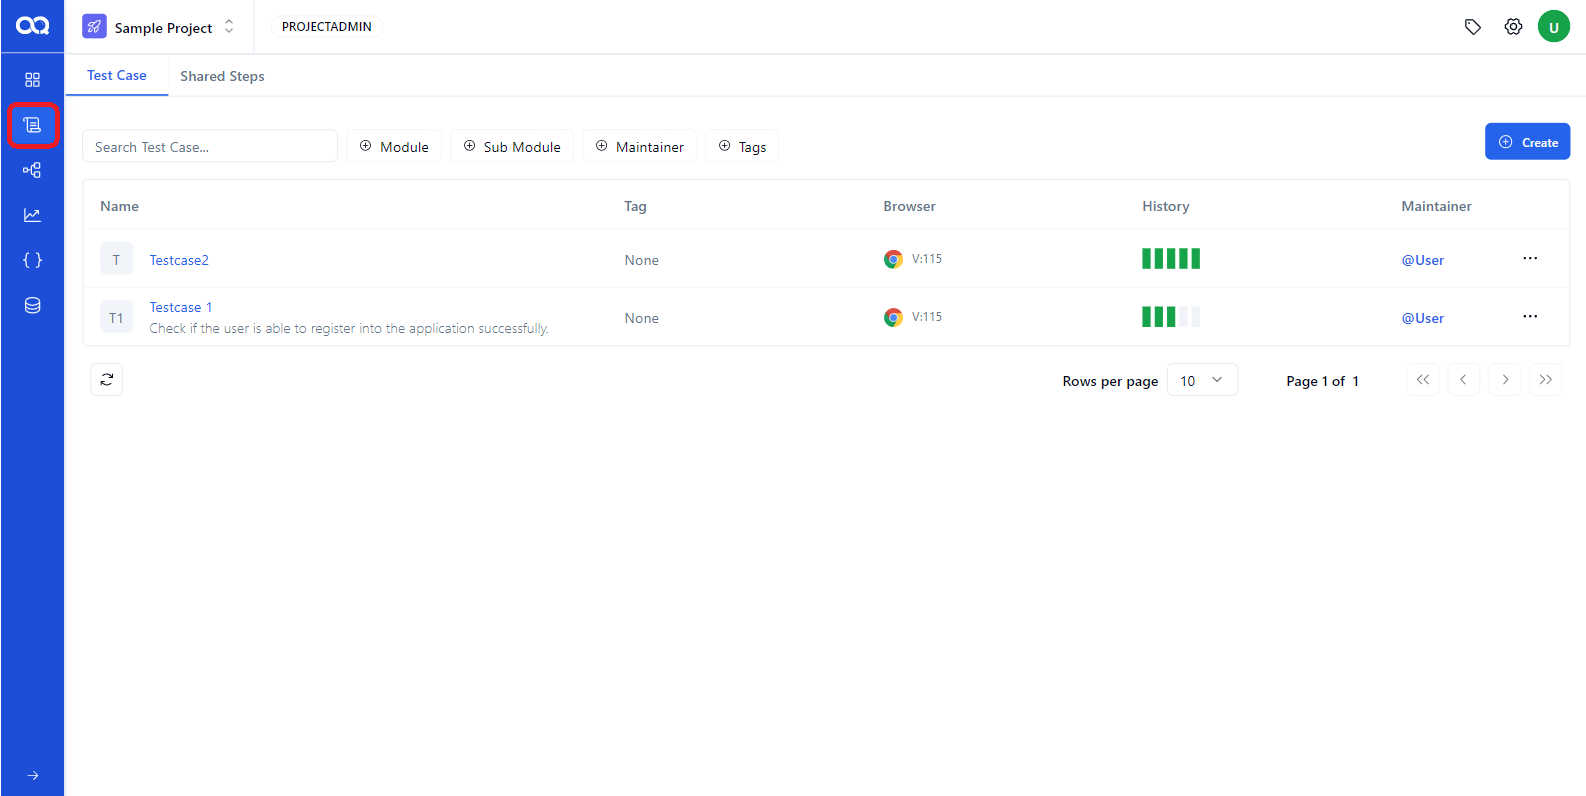 Sample Project
PROJECTADMIN
U
Test Case
Shared Steps
Search Test Case...
Module
Sub Module
Maintainer
Tags
Create
Name
Tag
Browser
History
Maintainer
T
Testcase2
None
V:115
@User
T1
Testcase 1
Check if the user is able to register into the application successfully.
None
V:115
@User
Rows per page
10
Page 1 of 1